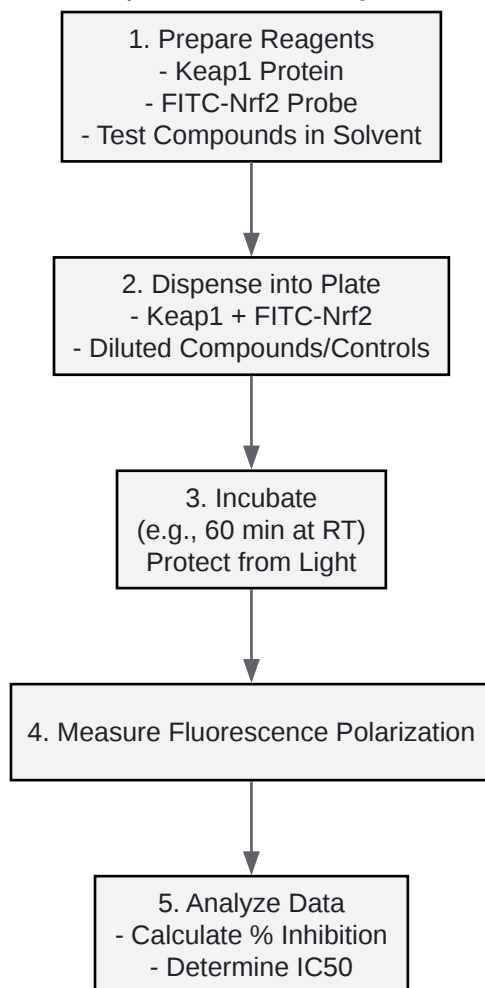 1. Prepare Reagents
- Keap1 Protein
- FITC-Nrf2 Probe
- Test Compounds in Solvent
2. Dispense into Plate
- Keap1 + FITC-Nrf2
- Diluted Compounds/Controls
3. Incubate
(e.g., 60 min at RT)
Protect from Light
4. Measure Fluorescence Polarization
5. Analyze Data
- Calculate % Inhibition
- Determine IC50